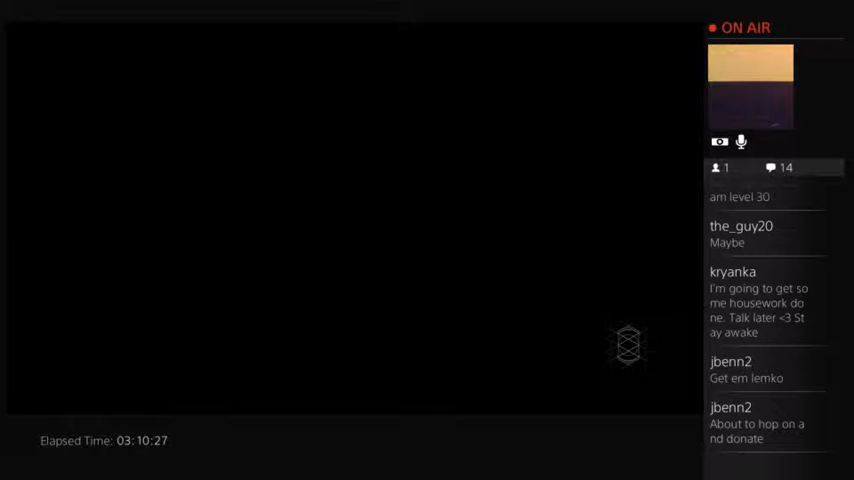 ON AIR
1 14
am level 30
the_guy20
Maybe
kryanka
I'm going to get so
me housework do
ne. Talk later <3 St
ay awake
jbenn2
Get em lemko
jbenn2
About to hop on a
nd donate
Elapsed Time: 03:10:27